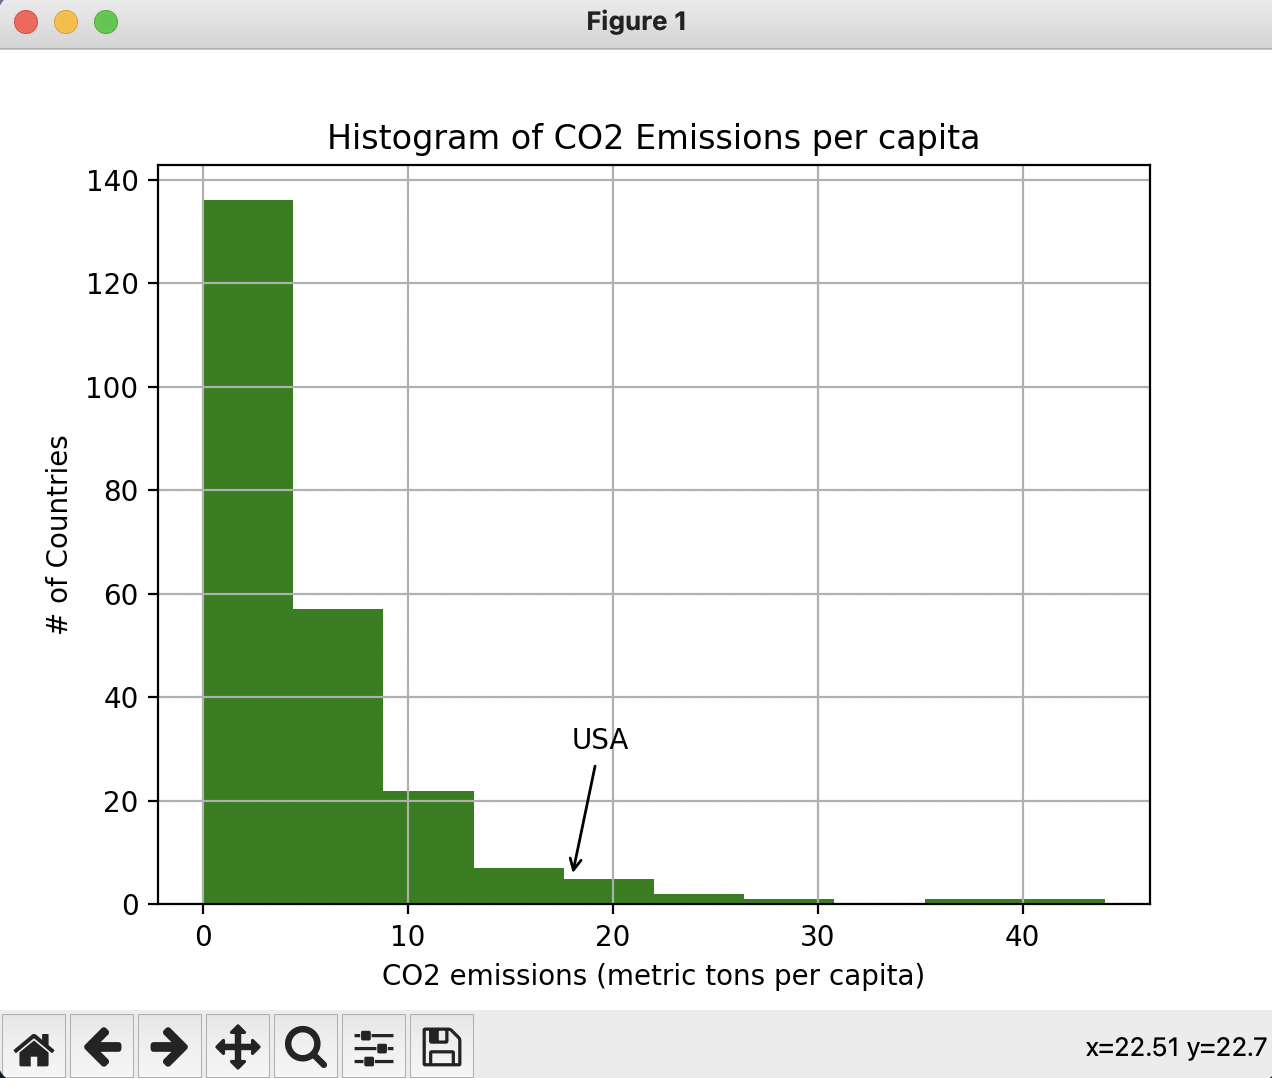 Figure 1
Histogram of CO2 Emissions per capita
140
120
100
80
60
40
20
0
# of Countries
USA
0 10 20 30 40
CO2 emissions (metric tons per capita)
x=22.51 y=22.7